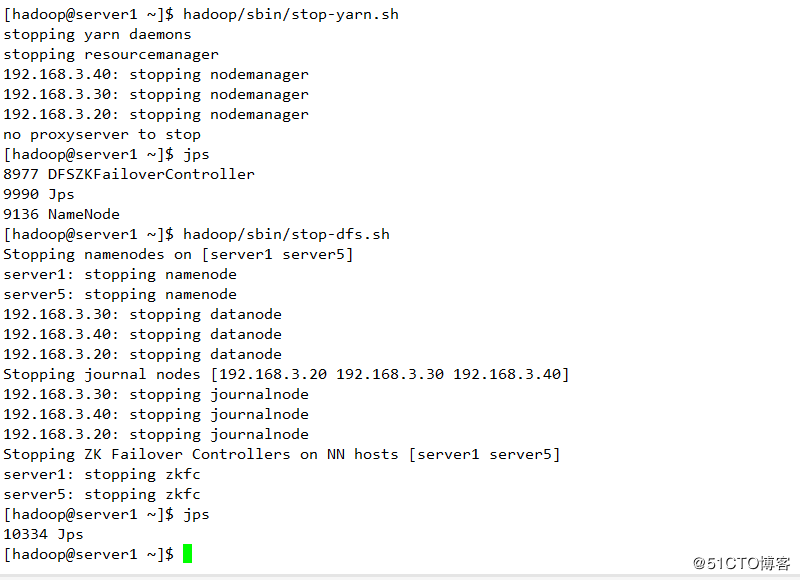 [hadoop@server1 ~]$ hadoop/sbin/stop-yarn.sh
stopping yarn daemons
stopping resourcemanager
192.168.3.40: stopping nodemanager
192.168.3.30: stopping nodemanager
192.168.3.20: stopping nodemanager
no proxyserver to stop
[hadoop@server1 ~]$ jps
8977 DFSZKFailoverController
9990 Jps
9136 NameNode
[hadoop@server1 ~]$ hadoop/sbin/stop-dfs.sh
Stopping namenodes on [server1 server5]
server1: stopping namenode
server5: stopping namenode
192.168.3.30: stopping datanode
192.168.3.40: stopping datanode
192.168.3.20: stopping datanode
Stopping journal nodes [192.168.3.20 192.168.3.30 192.168.3.40]
192.168.3.30: stopping journalnode
192.168.3.40: stopping journalnode
192.168.3.20: stopping journalnode
Stopping ZK Failover Controllers on NN hosts [server1 server5]
server1: stopping zkfc
server5: stopping zkfc
[hadoop@server1 ~]$ jps
10334 Jps
[hadoop@server1 ~]$
@51CTO博客